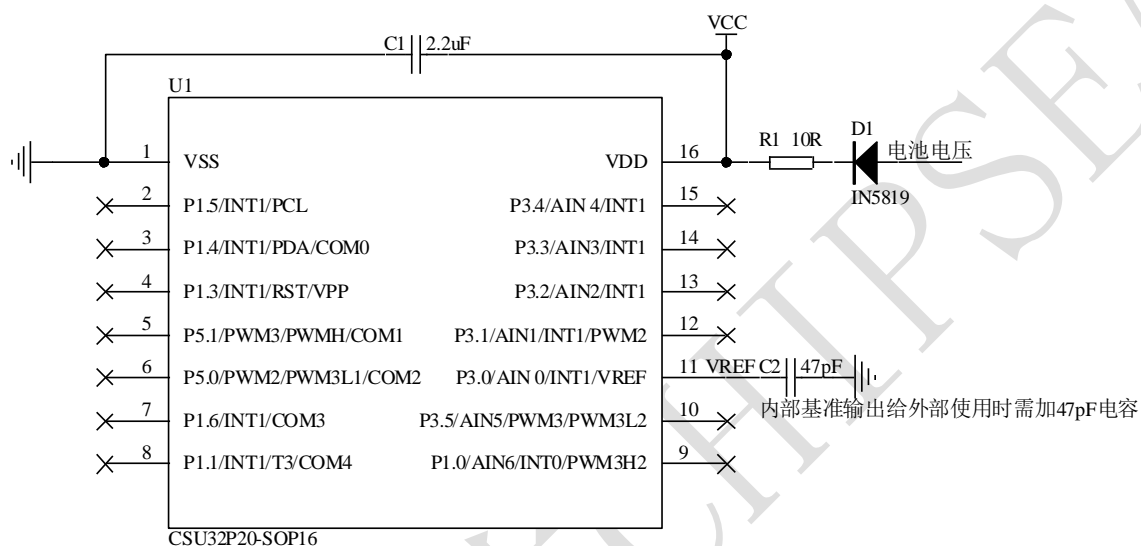 VCC
C1 2.2uF
U1
1 VSS VDD 16
R1 10R D1 电池电压
IN5819
2 P1.5/INT1/PCL P3.4/AIN 4/INT1 15
3 P1.4/INT1/PDA/COM0 P3.3/AIN3/INT1 14
4 P1.3/INT1/RST/VPP P3.2/AIN2/INT1 13
5 P5.1/PWM3/PWMH/COM1 P3.1/AIN1/INT1/PWM2 12
6 P5.0/PWM2/PWM3L1/COM2 P3.0/AIN 0/INT1/VREF 11 VREF C2 47pF
内部基准输出给外部使用时需加47pF电容
7 P1.6/INT1/COM3 P3.5/AIN5/PWM3/PWM3L2 10
8 P1.1/INT1/T3/COM4 P1.0/AIN6/INT0/PWM3H2 9
CSU32P20-SOP16
CHIPSEA